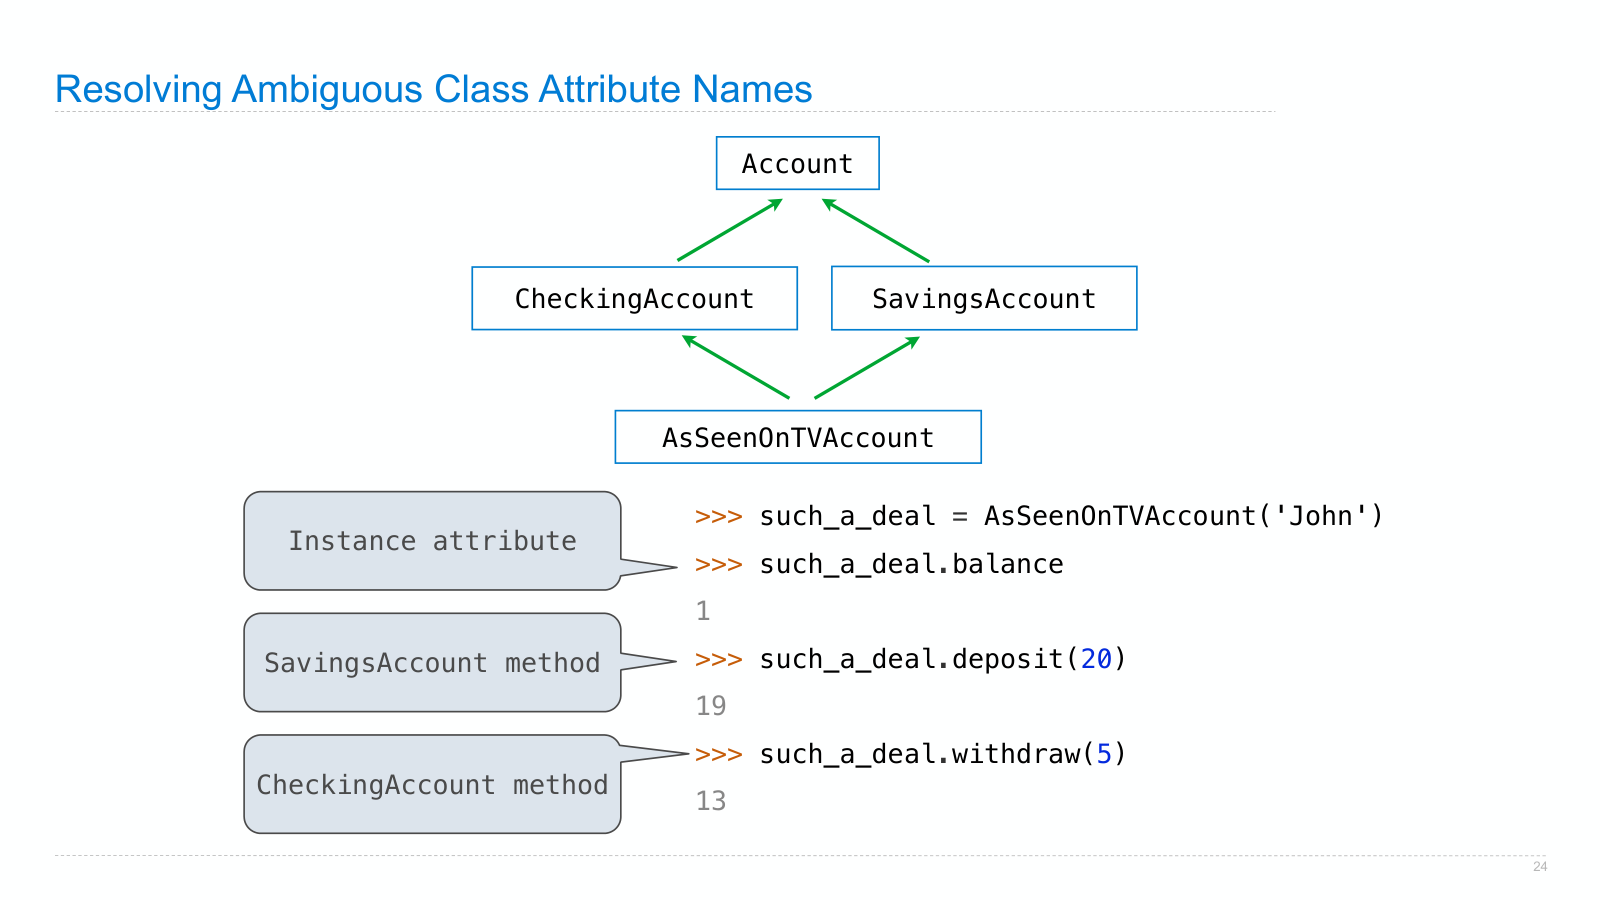 Resolving Ambiguous Class Attribute Names
Account
CheckingAccount
SavingsAccount
AsSeenOnTVAccount
Instance attribute
>>> such_a_deal = AsSeenOnTVAccount('John')
>>> such_a_deal.balance
1
SavingsAccount method
>>> such_a_deal.deposit(20)
19
CheckingAccount method
>>> such_a_deal.withdraw(5)
13
24